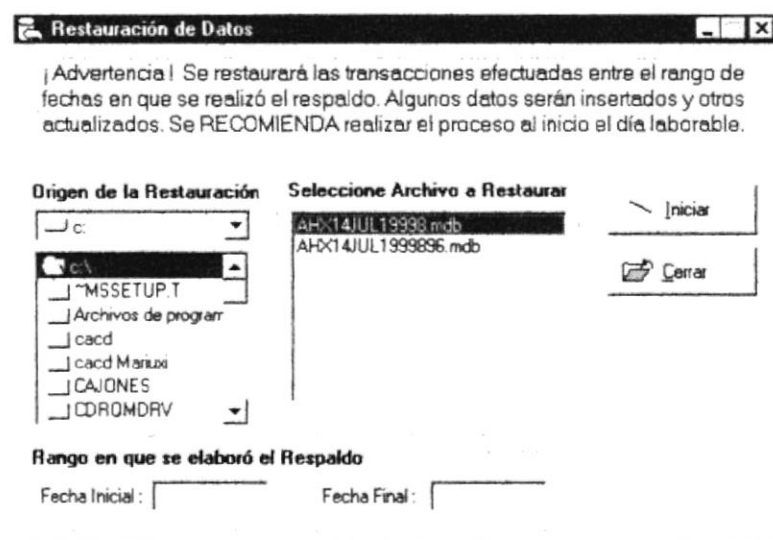 Restauración de Datos
¡Advertencia! Se restaurará las transacciones efectuadas entre el rango de
fechas en que se realizó el respaldo. Algunos datos serán insertados y otros
actualizados. Se RECOMIENDA realizar el proceso al inicio el día laborable.
Origen de la Restauración
c:
c:\
~MSSETUP.T
Archivos de program
cacd
cacd Mariuxi
CAJONES
CDROMDRV
Seleccione Archivo a Restaurar
AHX14JUL19998.mdb
AHX14JUL1999896.mdb
Iniciar
Cerrar
Rango en que se elaboró el Respaldo
Fecha Inicial :
Fecha Final :